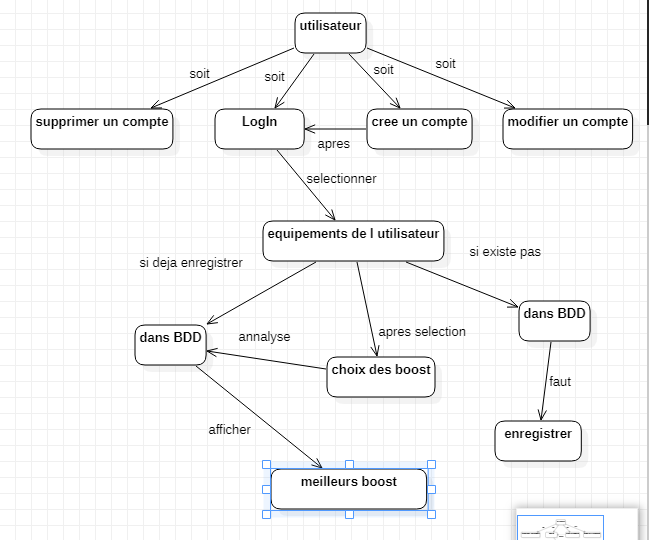 utilisateur
soit
soit
soit
soit
supprimer un compte
LogIn
cree un compte
modifier un compte
apres
selectionner
equipements de l utilisateur
si deja enregistrer
si existe pas
dans BDD
annalyse
apres selection
dans BDD
choix des boost
faut
afficher
enregistrer
meilleurs boost